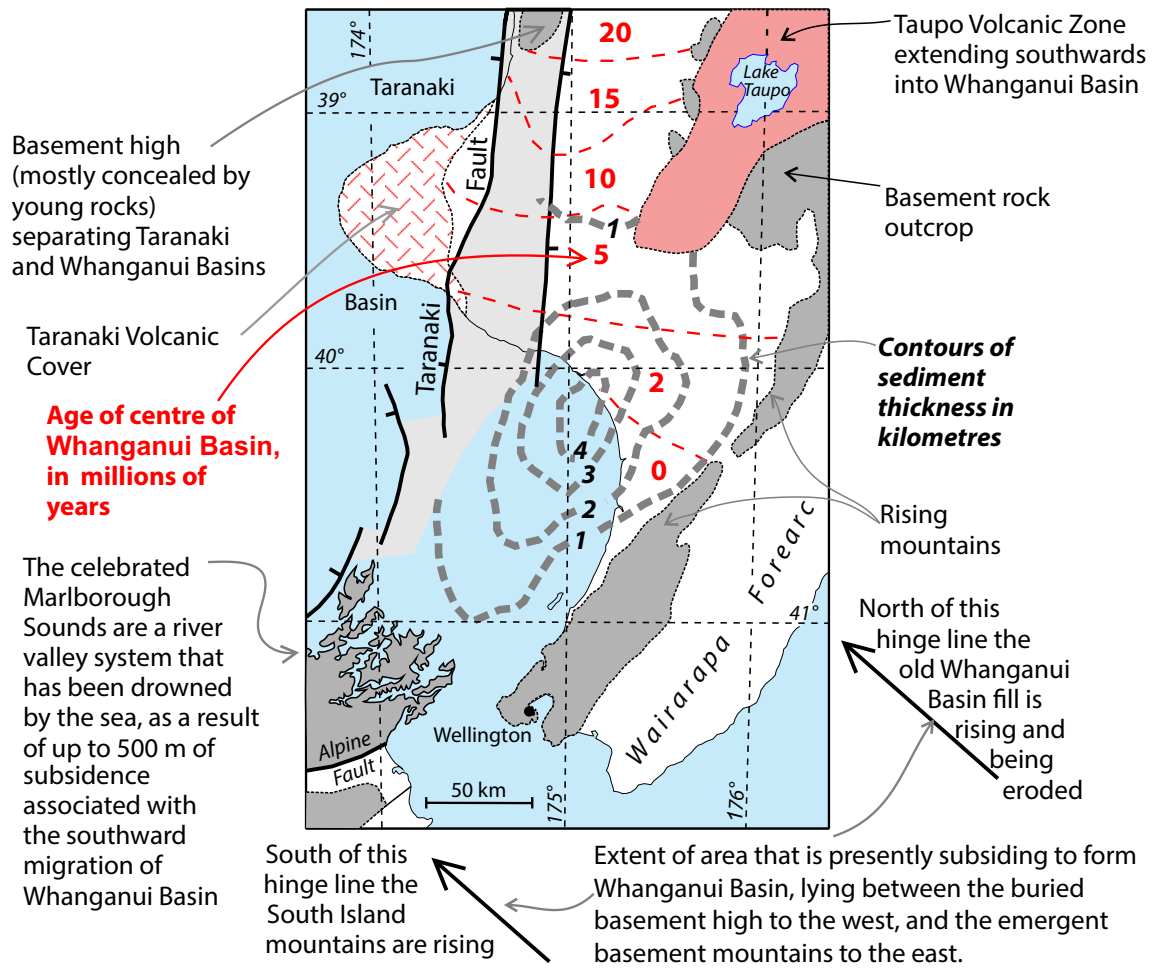 Taupo Volcanic Zone
extending southwards
into Whanganui Basin
174°
20
Lake
Taupo
Taranaki
39°
15
Basement high
(mostly concealed by
young rocks)
separating Taranaki
and Whanganui Basins
Fault
10
Basement rock
outcrop
1
5
Basin
Taranaki
Taranaki Volcanic
Cover
40°
Contours of
sediment
thickness in
kilometres
2
Age of centre of
Whanganui Basin,
in millions of
years
4
3
0
2
1
Rising
mountains
The celebrated
Marlborough
Sounds are a river
valley system that
has been drowned
by the sea, as a result
of up to 500 m of
subsidence
associated with
the southward
migration of
Whanganui Basin
Wairarapa Forearc
41°
North of this
hinge line the
old Whanganui
Basin fill is
rising and
being
eroded
Wellington
Alpine
Fault
50 km
175°
176°
South of this
hinge line the
South Island
mountains are rising
Extent of area that is presently subsiding to form
Whanganui Basin, lying between the buried
basement high to the west, and the emergent
basement mountains to the east.